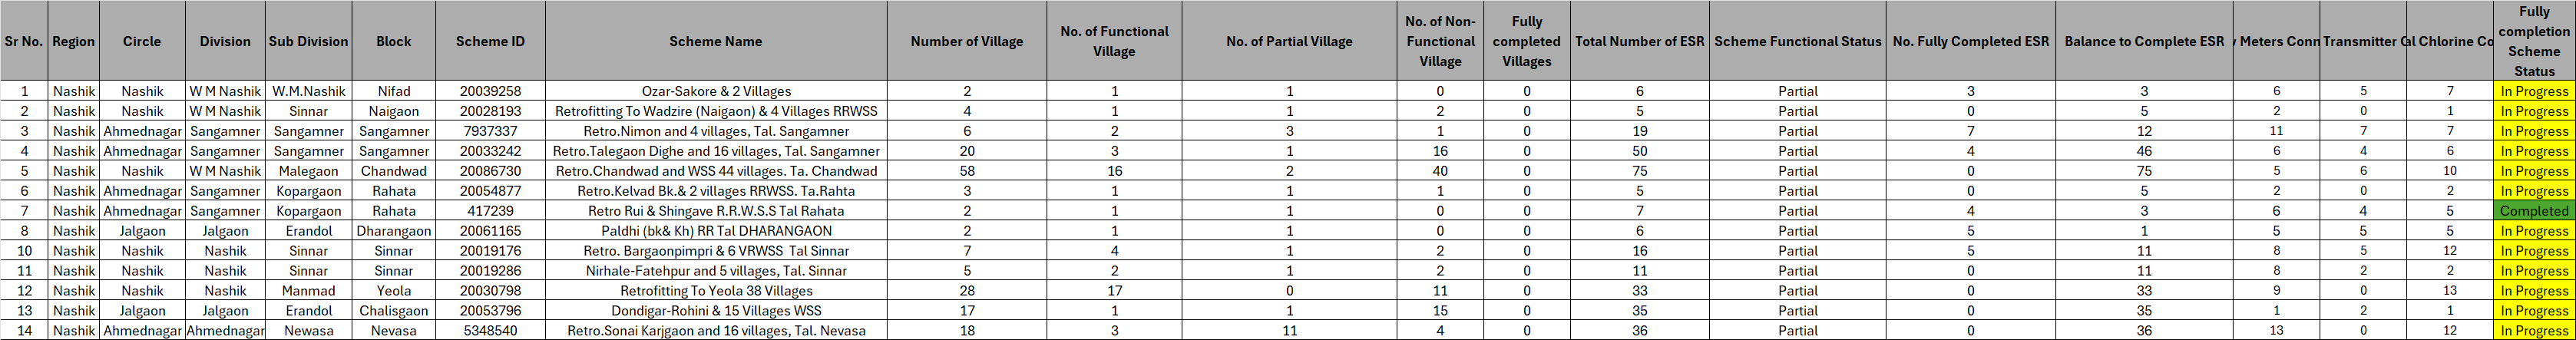 Sr No. Region Circle Division Sub Division Block Scheme ID Scheme Name Number of Village No. of Functional Village No. of Partial Village No. of Non-Functional Village Fully completed Villages Total Number of ESR Scheme Functional Status No. Fully Completed ESR Balance to Complete ESR Meters Conn Transmitter Chlorine Co Fully completion Scheme Status
1 Nashik Nashik W M Nashik W.M.Nashik Nifad 20039258 Ozar-Sakore & 2 Villages 2 1 1 0 0 6 Partial 3 3 6 5 7 In Progress
2 Nashik Nashik W M Nashik Sinnar Naigaon 20028193 Retrofitting To Wadzire (Naigaon) & 4 Villages RRWSS 4 1 1 2 0 5 Partial 0 5 2 0 1 In Progress
3 Nashik Ahmednagar Sangamner Sangamner Sangamner 7937337 Retro.Nimon and 4 villages, Tal. Sangamner 6 2 3 1 0 19 Partial 7 12 11 7 7 In Progress
4 Nashik Ahmednagar Sangamner Sangamner Sangamner 20033242 Retro.Talegaon Dighe and 16 villages, Tal. Sangamner 20 3 1 16 0 50 Partial 4 46 6 4 6 In Progress
5 Nashik Nashik W M Nashik Malegaon Chandwad 20086730 Retro.Chandwad and WSS 44 villages. Ta. Chandwad 58 16 2 40 0 75 Partial 0 75 5 6 10 In Progress
6 Nashik Ahmednagar Sangamner Kopargaon Rahata 20054877 Retro.Kelvad Bk.& 2 villages RRWSS. Ta.Rahta 3 1 1 1 0 5 Partial 0 5 2 0 2 In Progress
7 Nashik Ahmednagar Sangamner Kopargaon Rahata 417239 Retro Rui & Shingave R.R.W.S.S Tal Rahata 2 1 1 0 0 7 Partial 4 3 6 4 5 Completed
8 Nashik Jalgaon Jalgaon Erandol Dharangaon 20061165 Paldhi (bk& Kh) RR Tal DHARANGAON 2 1 1 0 0 6 Partial 5 1 5 5 5 In Progress
10 Nashik Nashik Nashik Sinnar Sinnar 20019176 Retro. Bargaonpimpri & 6 VRWSS Tal Sinnar 7 4 1 2 0 16 Partial 5 11 8 5 12 In Progress
11 Nashik Nashik Nashik Sinnar Sinnar 20019286 Nirhale-Fatehpur and 5 villages, Tal. Sinnar 5 2 1 2 0 11 Partial 0 11 8 2 2 In Progress
12 Nashik Nashik Nashik Manmad Yeola 20030798 Retrofitting To Yeola 38 Villages 28 17 0 11 0 33 Partial 0 33 9 0 13 In Progress
13 Nashik Jalgaon Jalgaon Erandol Chalisgaon 20053796 Dondigar-Rohini & 15 Villages WSS 17 1 1 15 0 35 Partial 0 35 1 2 1 In Progress
14 Nashik Ahmednagar Ahmednagar Newasa Nevasa 5348540 Retro.Sonai Karjgaon and 16 villages, Tal. Nevasa 18 3 11 4 0 36 Partial 0 36 13 0 12 In Progress